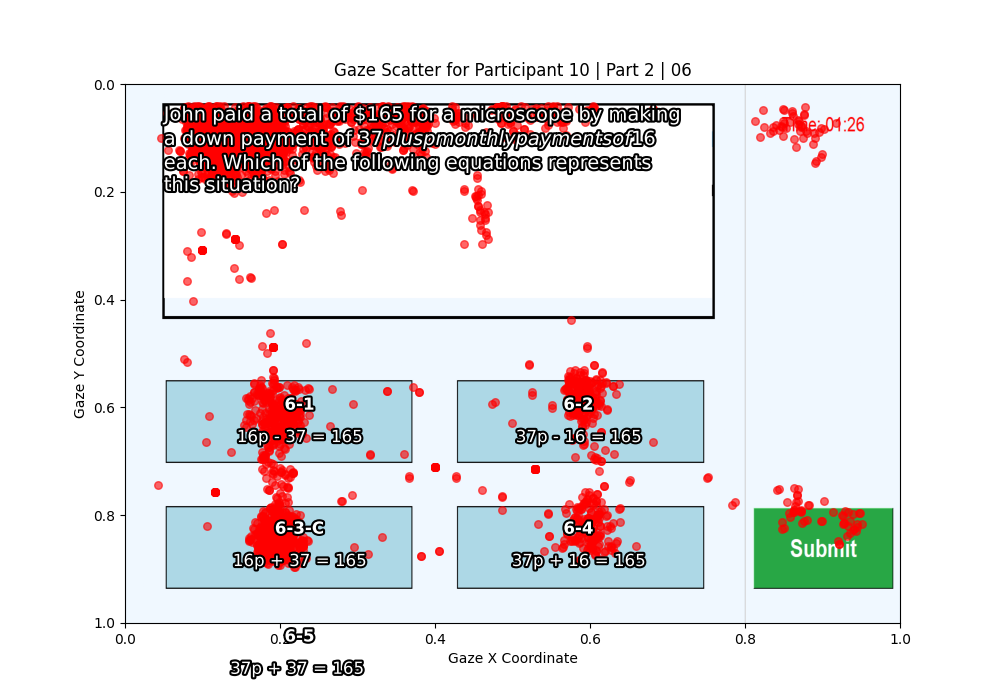 Gaze Scatter for Participant 10 | Part 2 | 06
John paid a total of $165 for a microscope by making
a down payment of 37pluspmonthlypaymentsof16
each. Which of the following equations represents
this situation?
01:26
6-1
16p - 37 = 165
6-2
37p - 16 = 165
6-3-C
16p + 37 = 165
6-4
37p + 16 = 165
Submit
6-5
37p + 37 = 165
Gaze Y Coordinate
0.0
0.2
0.4
0.6
0.8
1.0
0.0 0.2 0.4 0.6 0.8 1.0
Gaze X Coordinate